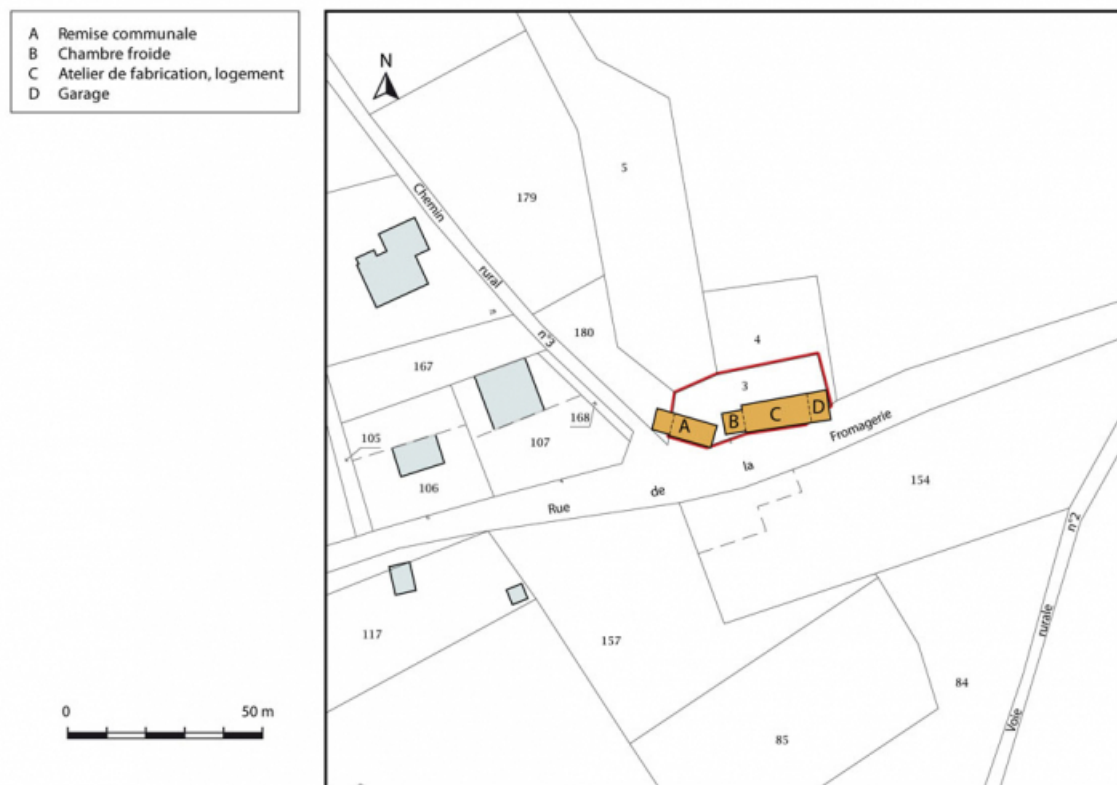 A Remise communale
B Chambre froide
C Atelier de fabrication, logement
D Garage
N
5
179
Chemin
rural
n°3
180
4
167
3
A
B
C
D
168
107
105
106
Rue
de
la
Fromagerie
154
n°2
rurale
Voie
117
157
84
85
0
50 m